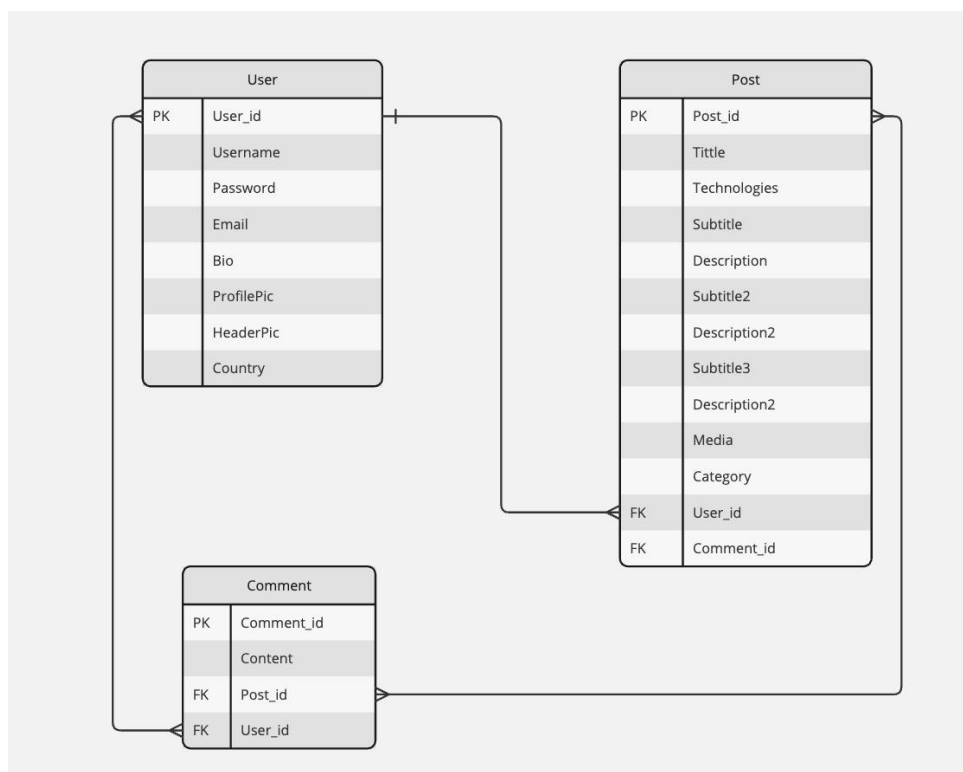 User
PK User_id
Username
Password
Email
Bio
ProfilePic
HeaderPic
Country
Post
PK Post_id
Tittle
Technologies
Subtitle
Description
Subtitle2
Description2
Subtitle3
Description2
Media
Category
FK User_id
FK Comment_id
Comment
PK Comment_id
Content
FK Post_id
FK User_id